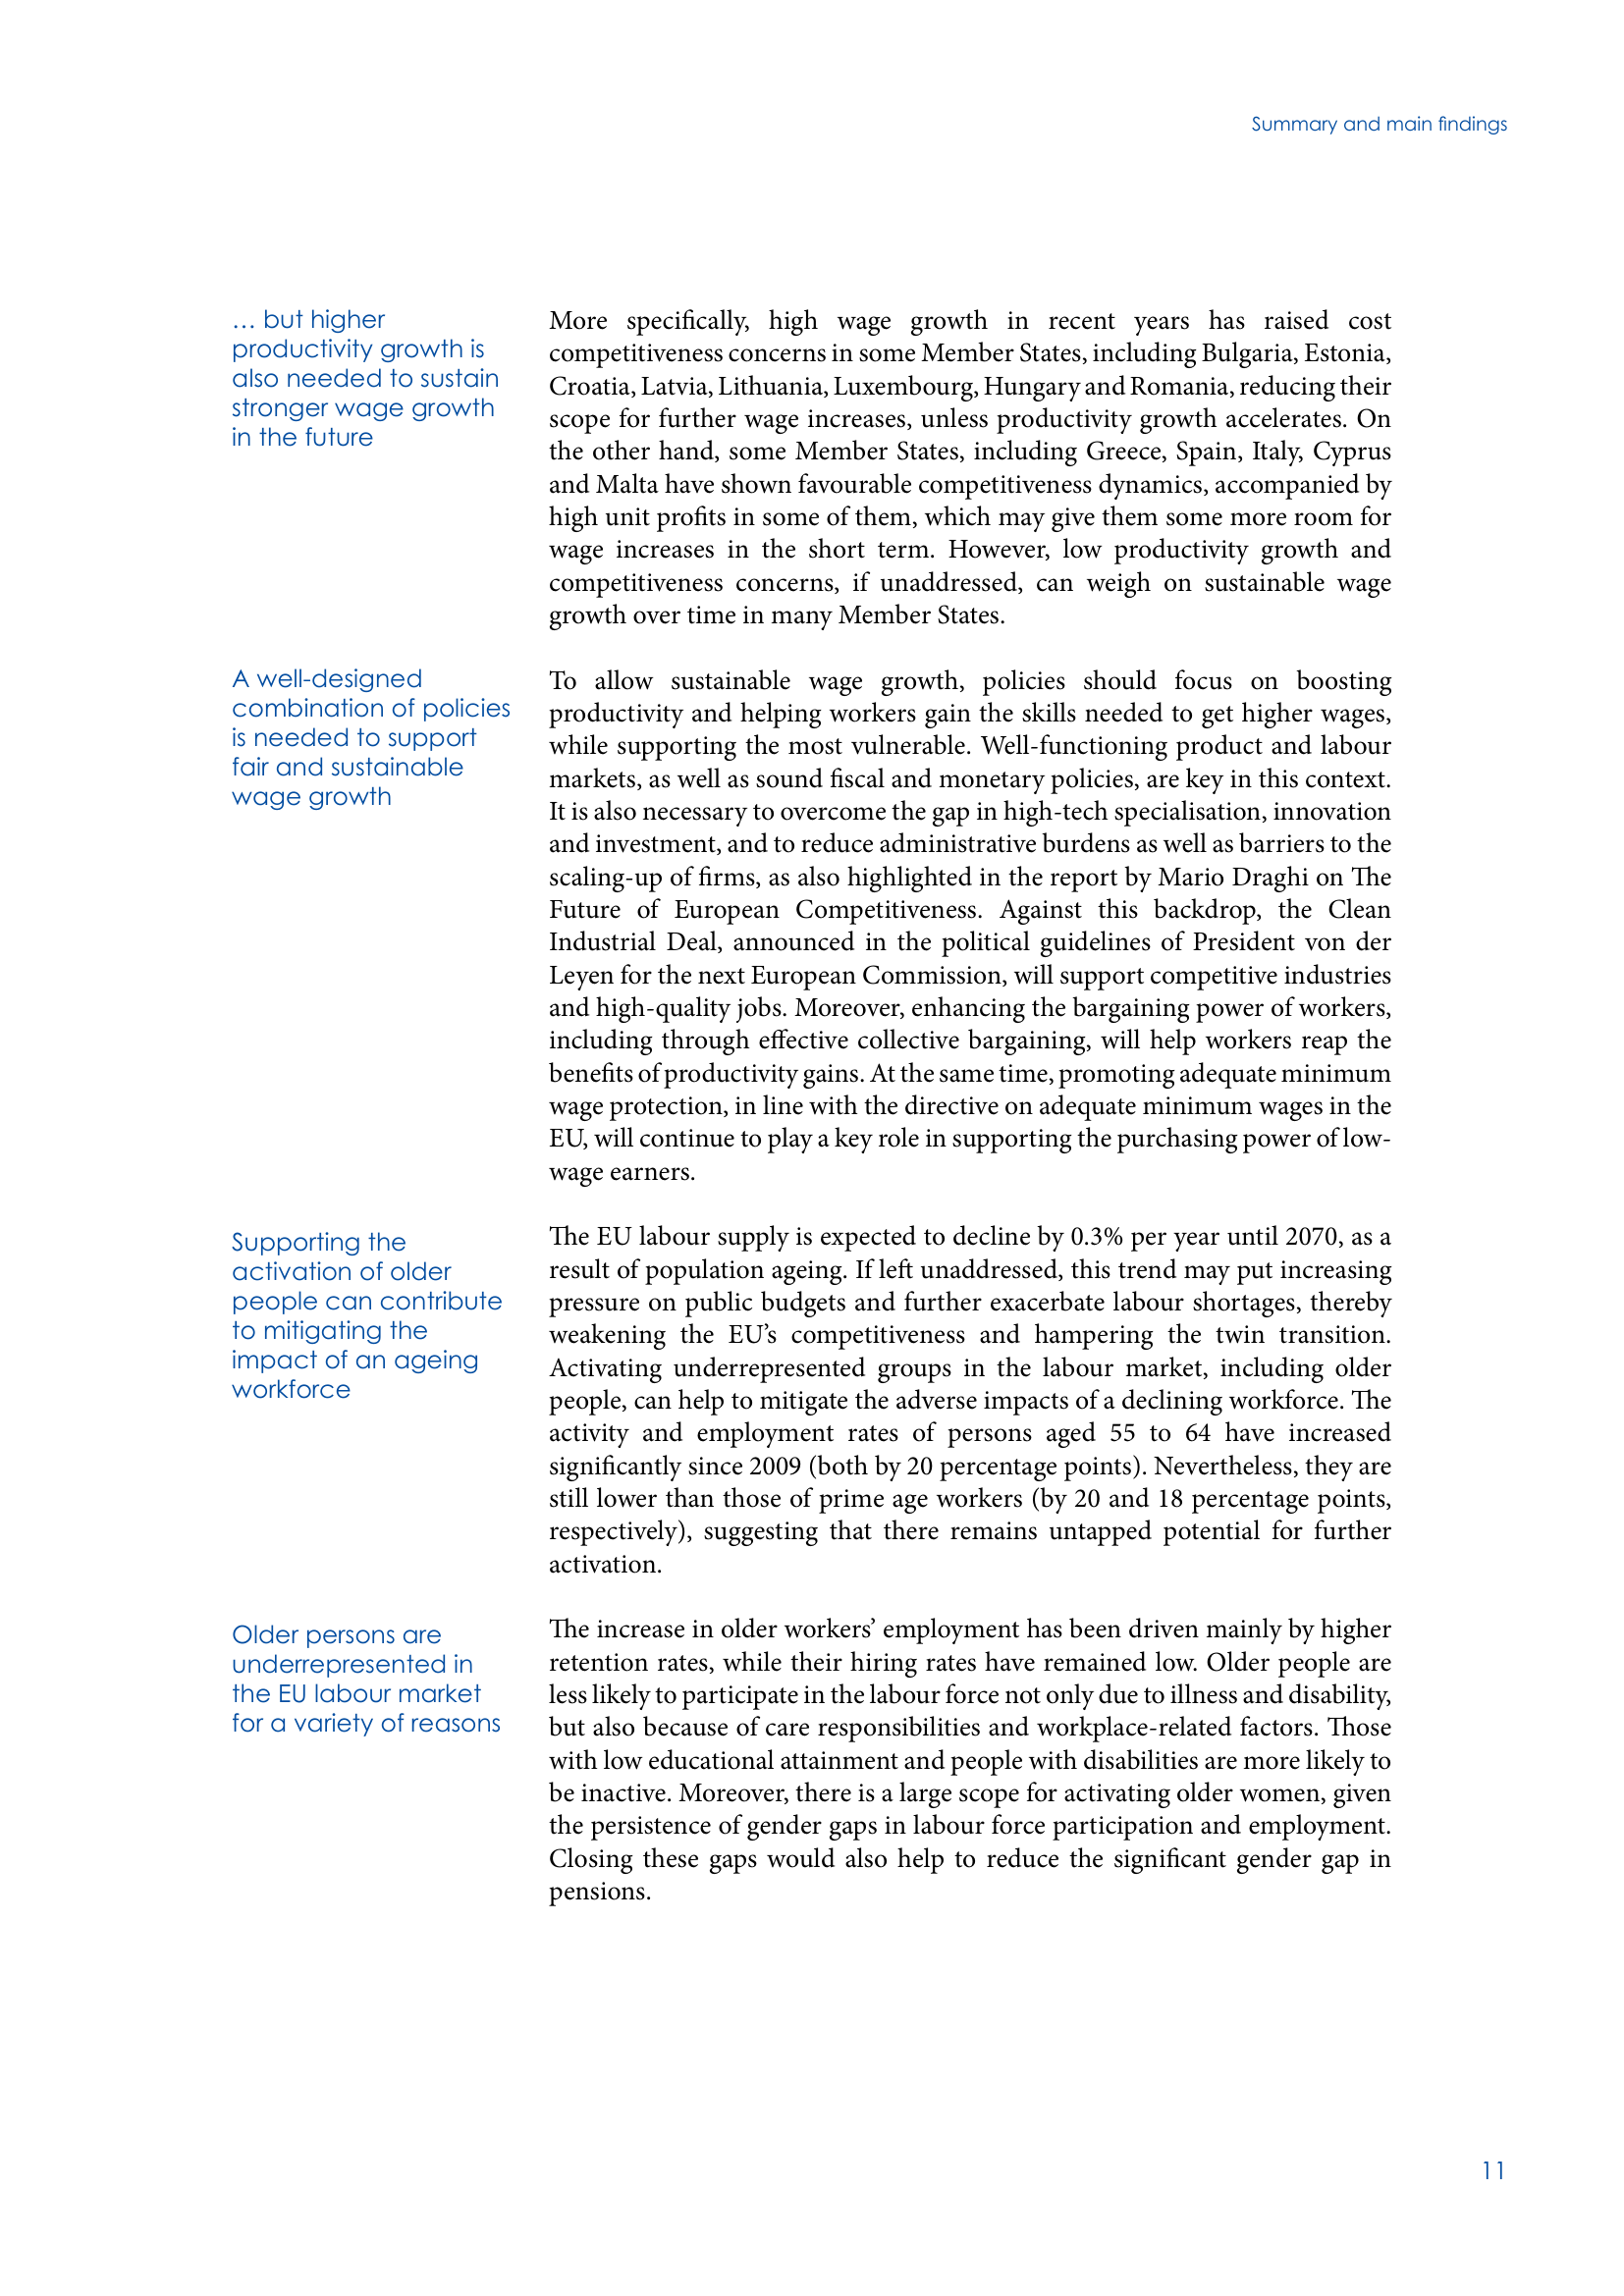 Summary and main findings
… but higher
productivity growth is
also needed to sustain
stronger wage growth
in the future
More specifically, high wage growth in recent years has raised cost
competitiveness concerns in some Member States, including Bulgaria, Estonia,
Croatia, Latvia, Lithuania, Luxembourg, Hungary and Romania, reducing their
scope for further wage increases, unless productivity growth accelerates. On
the other hand, some Member States, including Greece, Spain, Italy, Cyprus
and Malta have shown favourable competitiveness dynamics, accompanied by
high unit profits in some of them, which may give them some more room for
wage increases in the short term. However, low productivity growth and
competitiveness concerns, if unaddressed, can weigh on sustainable wage
growth over time in many Member States.
A well-designed
combination of policies
is needed to support
fair and sustainable
wage growth
To allow sustainable wage growth, policies should focus on boosting
productivity and helping workers gain the skills needed to get higher wages,
while supporting the most vulnerable. Well-functioning product and labour
markets, as well as sound fiscal and monetary policies, are key in this context.
It is also necessary to overcome the gap in high-tech specialisation, innovation
and investment, and to reduce administrative burdens as well as barriers to the
scaling-up of firms, as also highlighted in the report by Mario Draghi on The
Future of European Competitiveness. Against this backdrop, the Clean
Industrial Deal, announced in the political guidelines of President von der
Leyen for the next European Commission, will support competitive industries
and high-quality jobs. Moreover, enhancing the bargaining power of workers,
including through effective collective bargaining, will help workers reap the
benefits of productivity gains. At the same time, promoting adequate minimum
wage protection, in line with the directive on adequate minimum wages in the
EU, will continue to play a key role in supporting the purchasing power of low-
wage earners.
Supporting the
activation of older
people can contribute
to mitigating the
impact of an ageing
workforce
The EU labour supply is expected to decline by 0.3% per year until 2070, as a
result of population ageing. If left unaddressed, this trend may put increasing
pressure on public budgets and further exacerbate labour shortages, thereby
weakening the EU’s competitiveness and hampering the twin transition.
Activating underrepresented groups in the labour market, including older
people, can help to mitigate the adverse impacts of a declining workforce. The
activity and employment rates of persons aged 55 to 64 have increased
significantly since 2009 (both by 20 percentage points). Nevertheless, they are
still lower than those of prime age workers (by 20 and 18 percentage points,
respectively), suggesting that there remains untapped potential for further
activation.
Older persons are
underrepresented in
the EU labour market
for a variety of reasons
The increase in older workers’ employment has been driven mainly by higher
retention rates, while their hiring rates have remained low. Older people are
less likely to participate in the labour force not only due to illness and disability,
but also because of care responsibilities and workplace-related factors. Those
with low educational attainment and people with disabilities are more likely to
be inactive. Moreover, there is a large scope for activating older women, given
the persistence of gender gaps in labour force participation and employment.
Closing these gaps would also help to reduce the significant gender gap in
pensions.
11